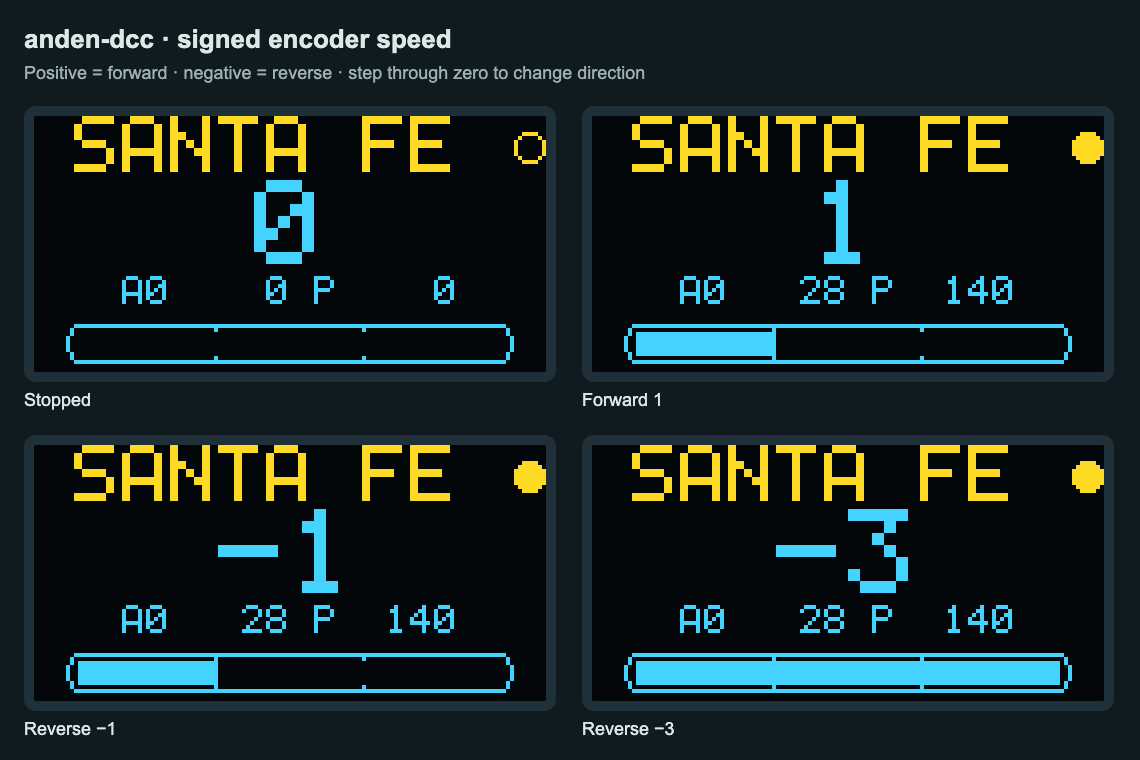 anden-dcc · signed encoder speed
Positive = forward · negative = reverse · step through zero to change direction
SANTA FE
0
A0 0 P 0
Stopped
SANTA FE
1
A0 28 P 140
Forward 1
SANTA FE
-1
A0 28 P 140
Reverse −1
SANTA FE
-3
A0 28 P 140
Reverse −3